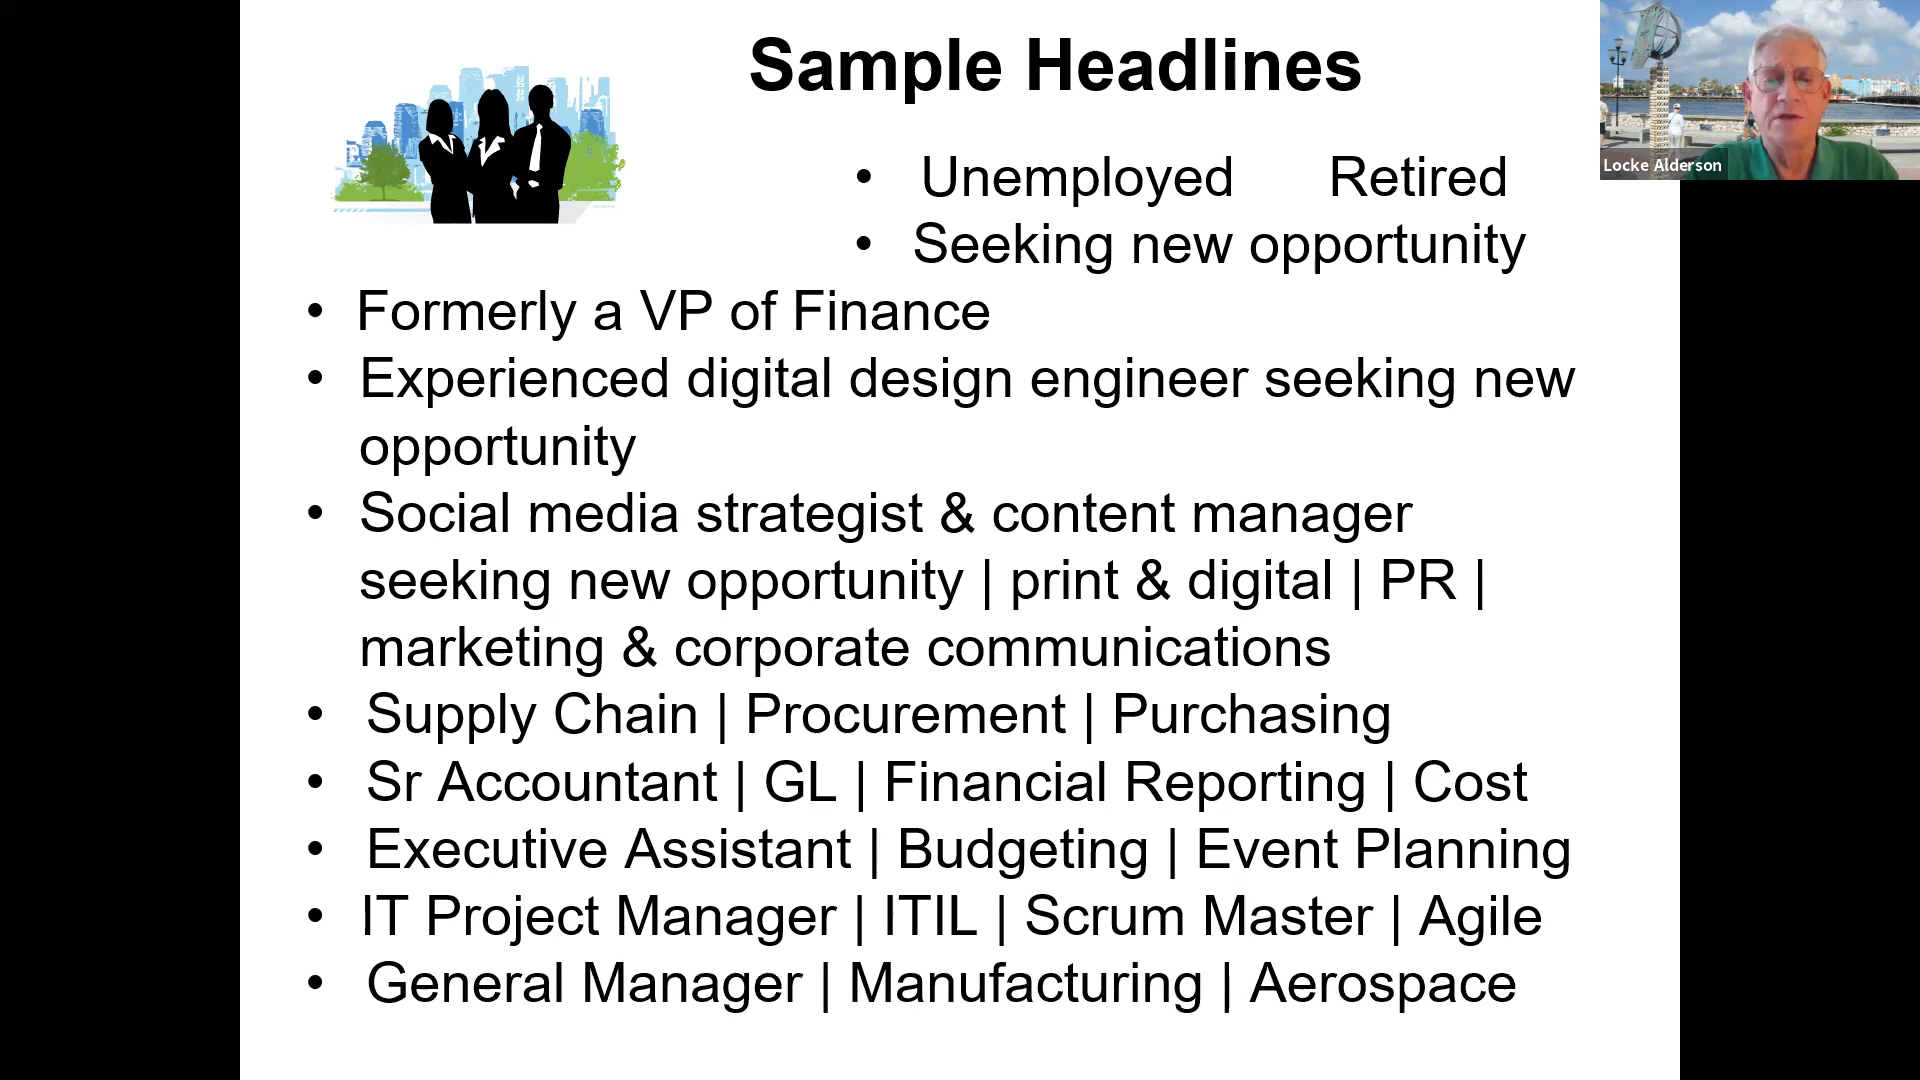 Sample Headlines
Locke Alderson
• Unemployed Retired
• Seeking new opportunity
• Formerly a VP of Finance
• Experienced digital design engineer seeking new
opportunity
• Social media strategist & content manager
seeking new opportunity | print & digital | PR |
marketing & corporate communications
• Supply Chain | Procurement | Purchasing
• Sr Accountant | GL | Financial Reporting | Cost
• Executive Assistant | Budgeting | Event Planning
• IT Project Manager | ITIL | Scrum Master | Agile
• General Manager | Manufacturing | Aerospace